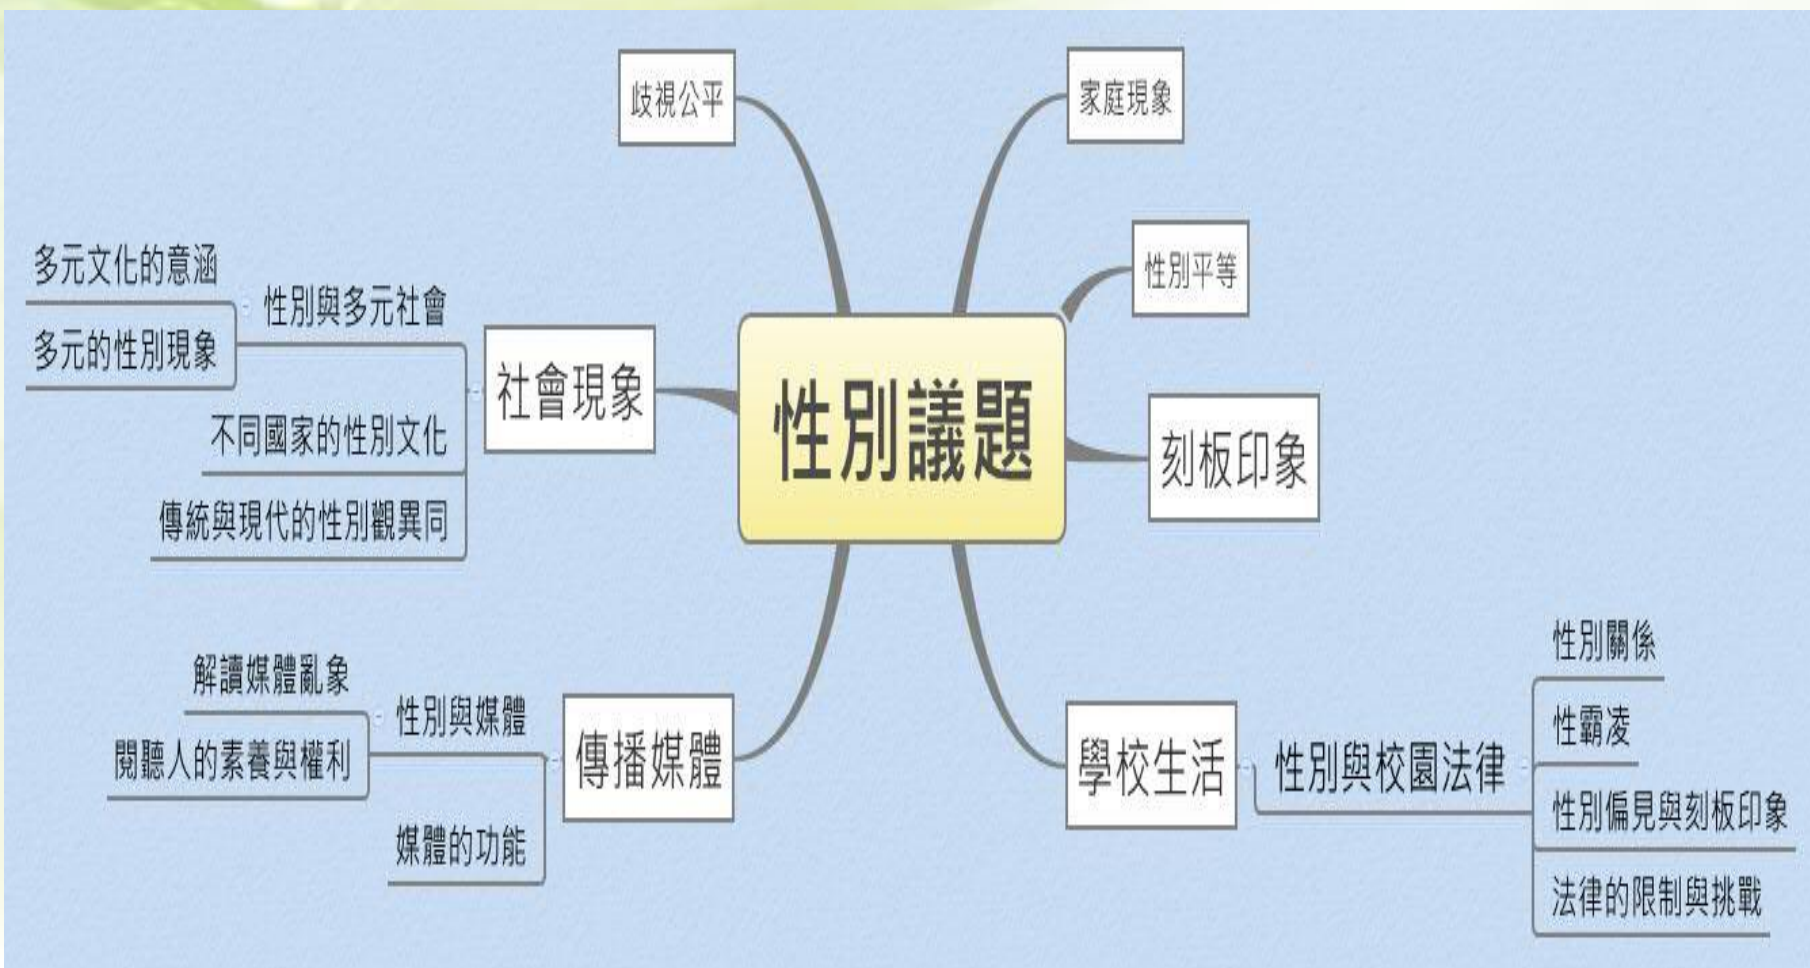 歧視公平
家庭現象
性別平等
多元文化的意涵
性別與多元社會
多元的性別現象
社會現象
性別議題
不同國家的性別文化
刻板印象
傳統與現代的性別觀異同
性別關係
解讀媒體亂象
性別與媒體
性霸凌
閱聽人的素養與權利
傳播媒體
學校生活
性別與校園法律
性別偏見與刻板印象
媒體的功能
法律的限制與挑戰